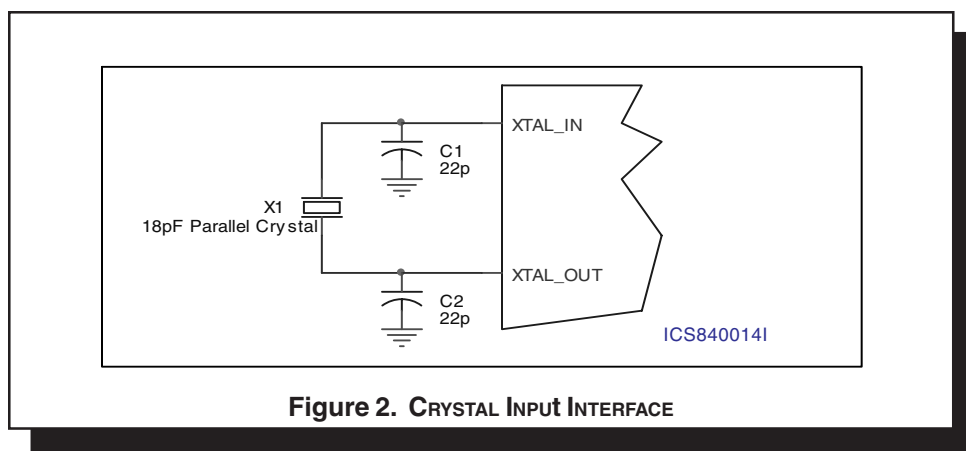 XTAL_IN
C1
22p
X1
18pF Parallel Crystal
XTAL_OUT
C2
22p
ICS840014I
Figure 2. CRYSTAL INPUt INTERFACE